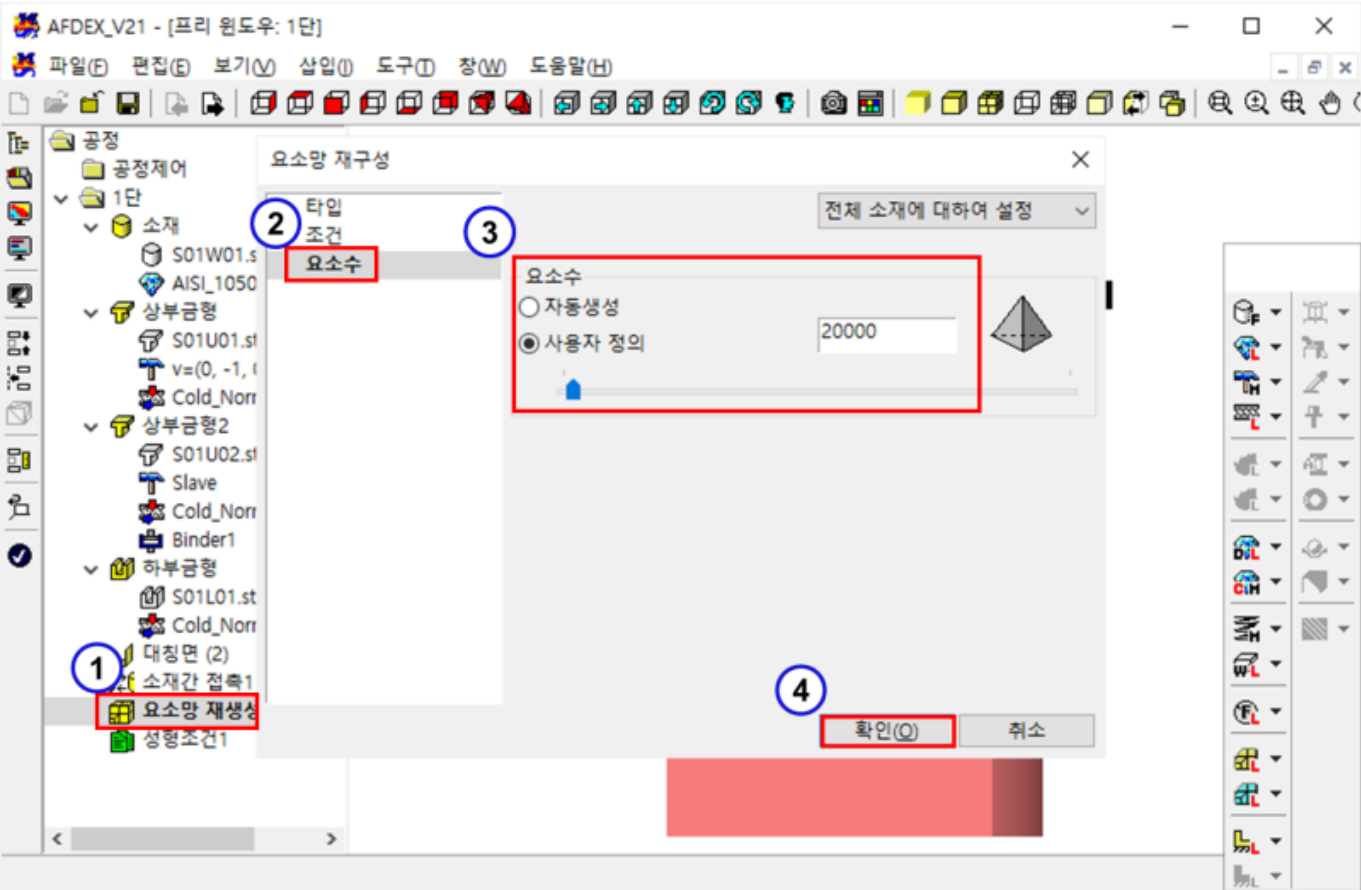 AFDEX_V21 - [프리 윈도우: 1단]
파일(F) 편집(E) 보기(V) 삽입(I) 도구(T) 창(W) 도움말(H)
공정
공정제어
1단
소재
S01W01.s
AISI_1050
상부금형
S01U01.st
v=(0, -1, 0
Cold_Norr
상부금형2
S01U02.st
Slave
Cold_Norr
Binder1
하부금형
S01L01.st
Cold_Norr
대칭면 (2)
소재간 접촉1
요소망 재생성
성형조건1
1
요소망 재구성
2
타입
조건
요소수
3
전체 소재에 대하여 설정
요소수
자동생성
사용자 정의
20000
4
확인(O)
취소
F
L
M
L
L
L
DiL
CiM
M
WL
FL
L
L
L
L